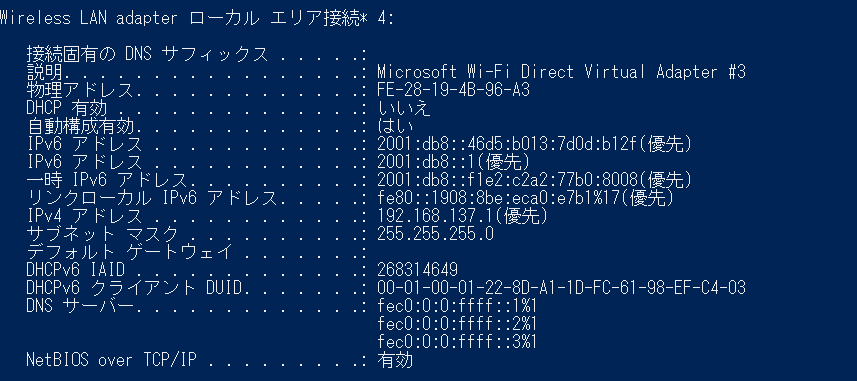 Wireless LAN adapter ローカル エリア接続* 4:
接続固有の DNS サフィックス . . . . .:
説明. . . . . . . . . . . . . . . . .: Microsoft Wi-Fi Direct Virtual Adapter #3
物理アドレス. . . . . . . . . . . . .: FE-28-19-4B-96-A3
DHCP 有効 . . . . . . . . . . . . . .: いいえ
自動構成有効. . . . . . . . . . . . .: はい
IPv6 アドレス . . . . . . . . . . . .: 2001:db8::46d5:b013:7d0d:b12f(優先)
IPv6 アドレス . . . . . . . . . . . .: 2001:db8::1(優先)
一時 IPv6 アドレス. . . . . . . . . .: 2001:db8::f1e2:c2a2:77b0:8008(優先)
リンクローカル IPv6 アドレス. . . . .: fe80::1908:8be:eca0:e7b1%17(優先)
IPv4 アドレス . . . . . . . . . . . .: 192.168.137.1(優先)
サブネット マスク . . . . . . . . . .: 255.255.255.0
デフォルト ゲートウェイ . . . . . . .:
DHCPv6 IAID . . . . . . . . . . . . .: 268314649
DHCPv6 クライアント DUID. . . . . . .: 00-01-00-01-22-8D-A1-1D-FC-61-98-EF-C4-03
DNS サーバー. . . . . . . . . . . . .: fec0:0:0:ffff::1%1
fec0:0:0:ffff::2%1
fec0:0:0:ffff::3%1
NetBIOS over TCP/IP . . . . . . . . .: 有効